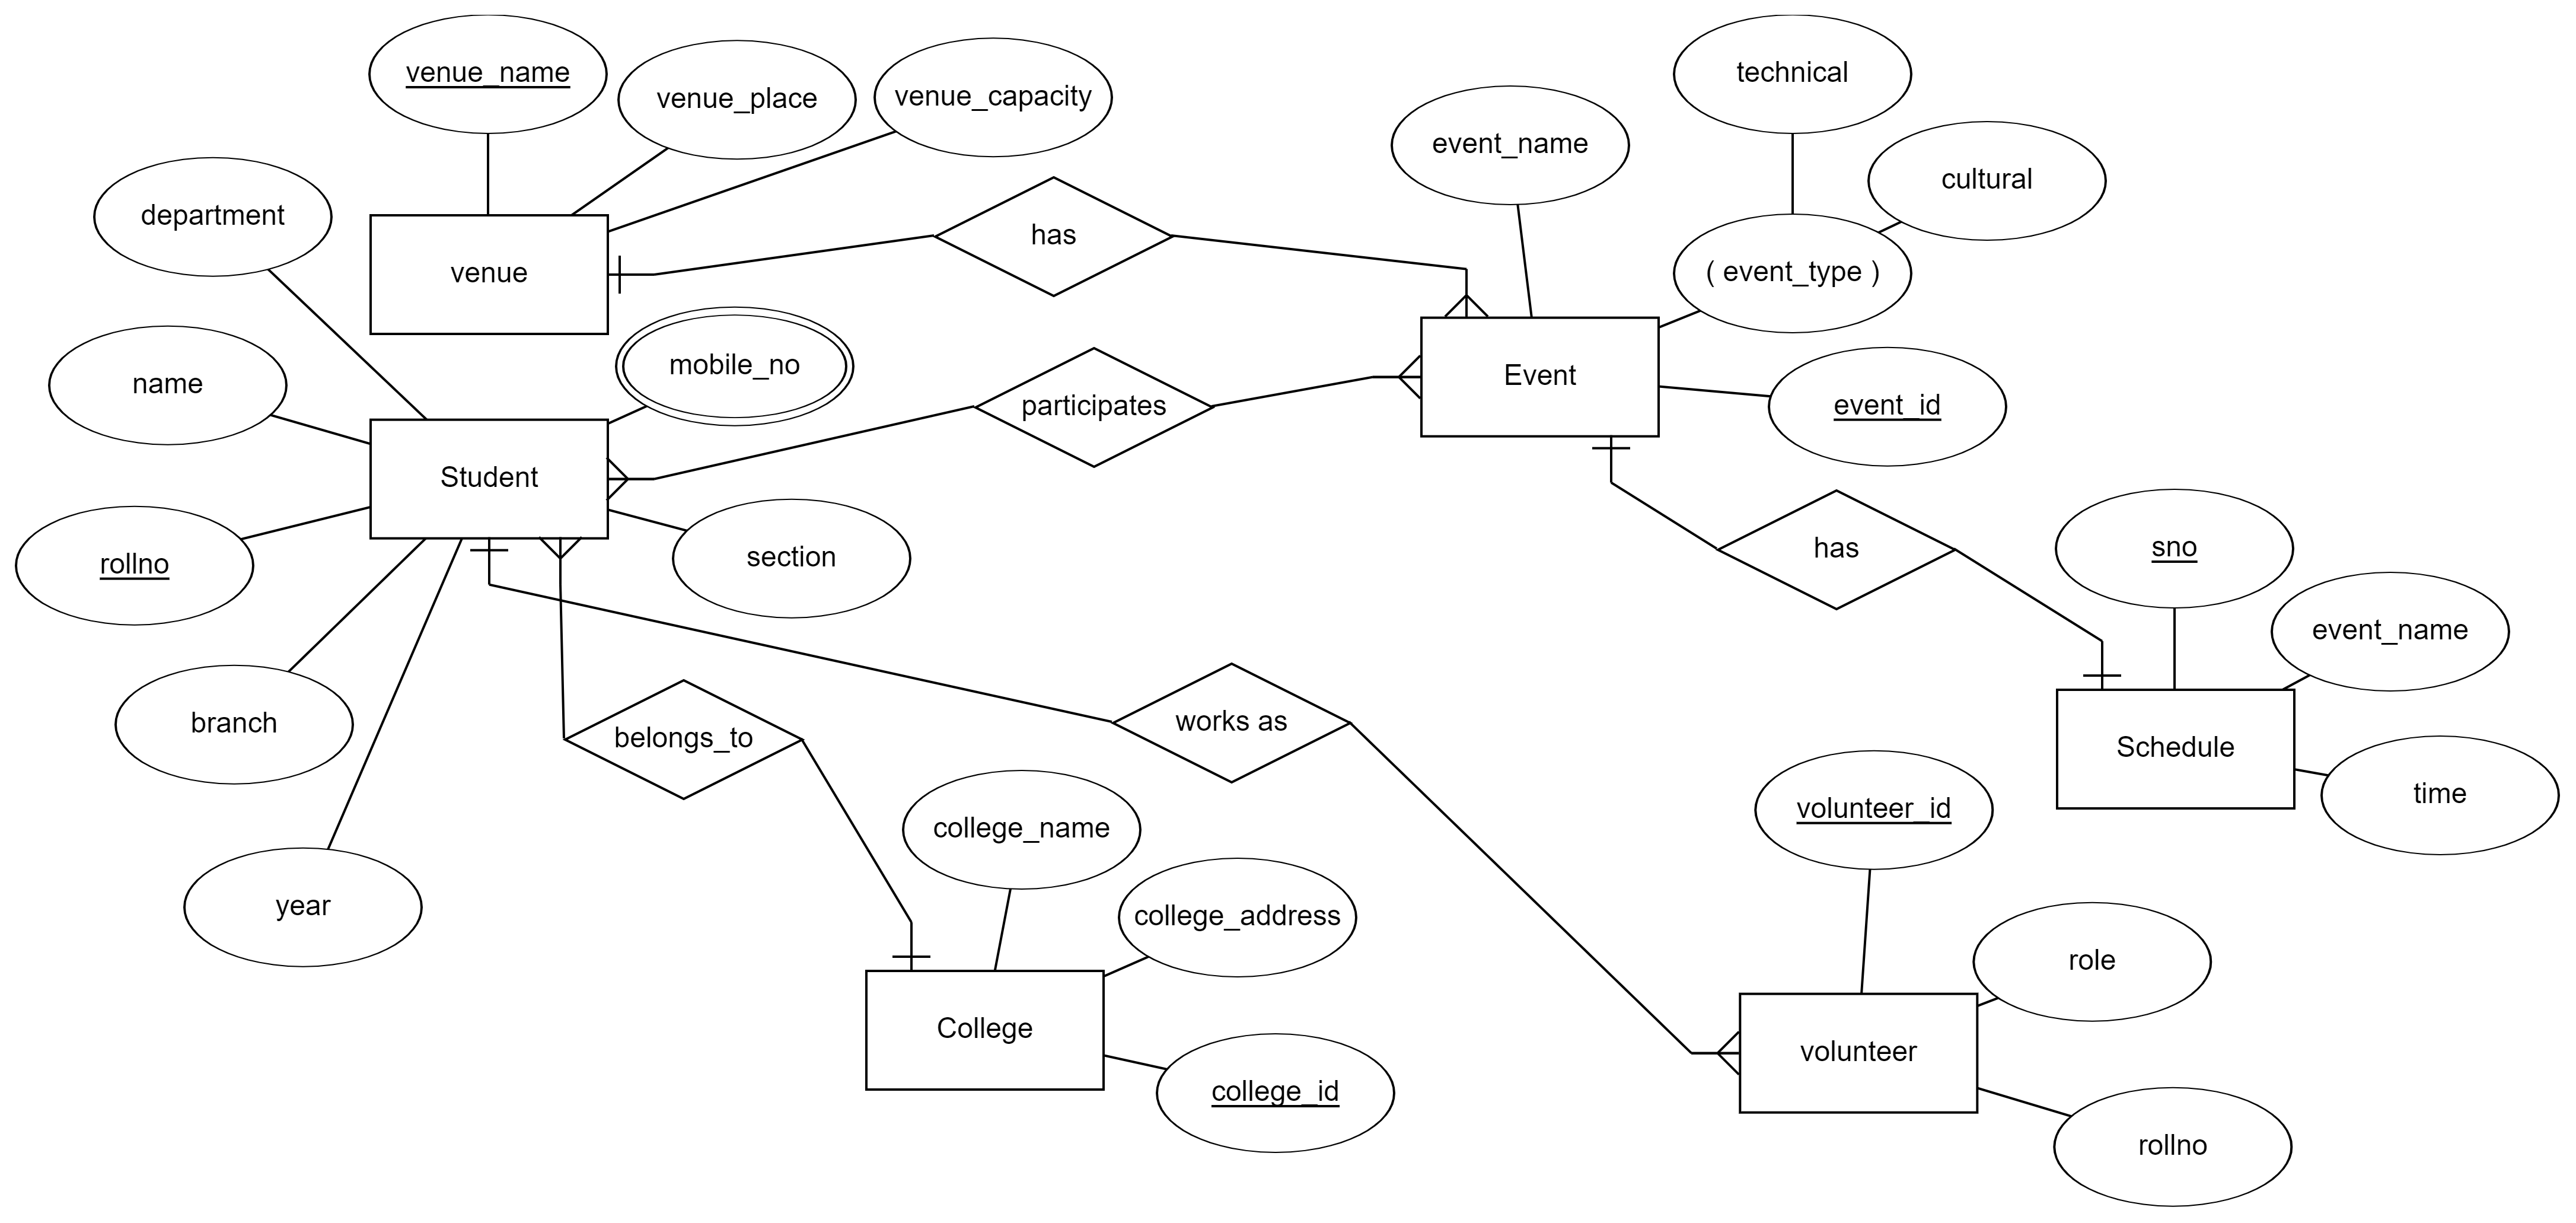 venue_name
venue_place
venue_capacity
technical
event_name
cultural
department
has
venue
( event_type )
mobile_no
name
participates
Event
event_id
Student
section
rollno
has
sno
event_name
branch
belongs_to
works as
Schedule
time
volunteer_id
college_name
college_address
year
role
College
volunteer
college_id
rollno